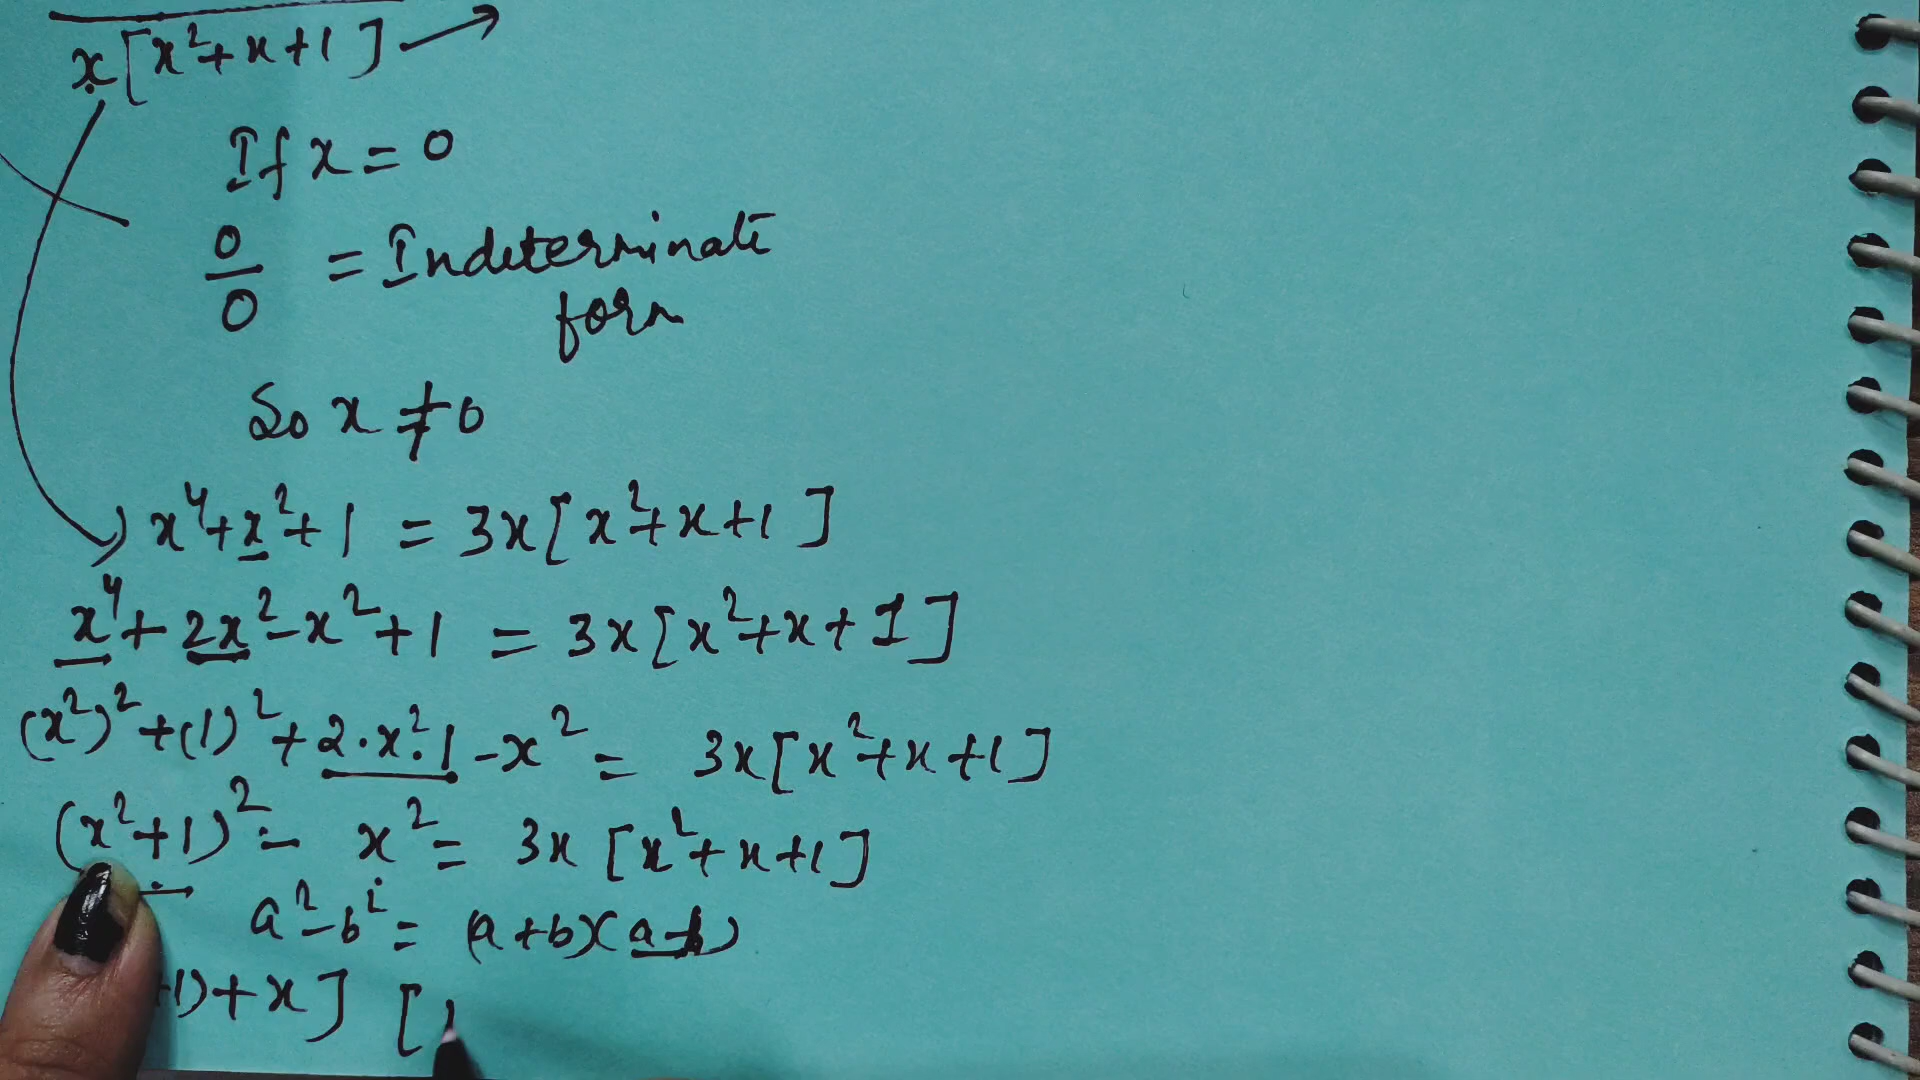 x[x²+x+1]
If x = 0
0/0 = Indeterminate
form
So x ≠ 0
x⁴+x²+1 = 3x[x²+x+1]
x⁴+2x²-x²+1 = 3x[x²+x+1]
(x²)²+(1)²+2·x²·1-x² = 3x[x²+x+1]
(x²+1)²- x² = 3x[x²+x+1]
a²-b² = (a+b)(a-b)
+1)+x] [